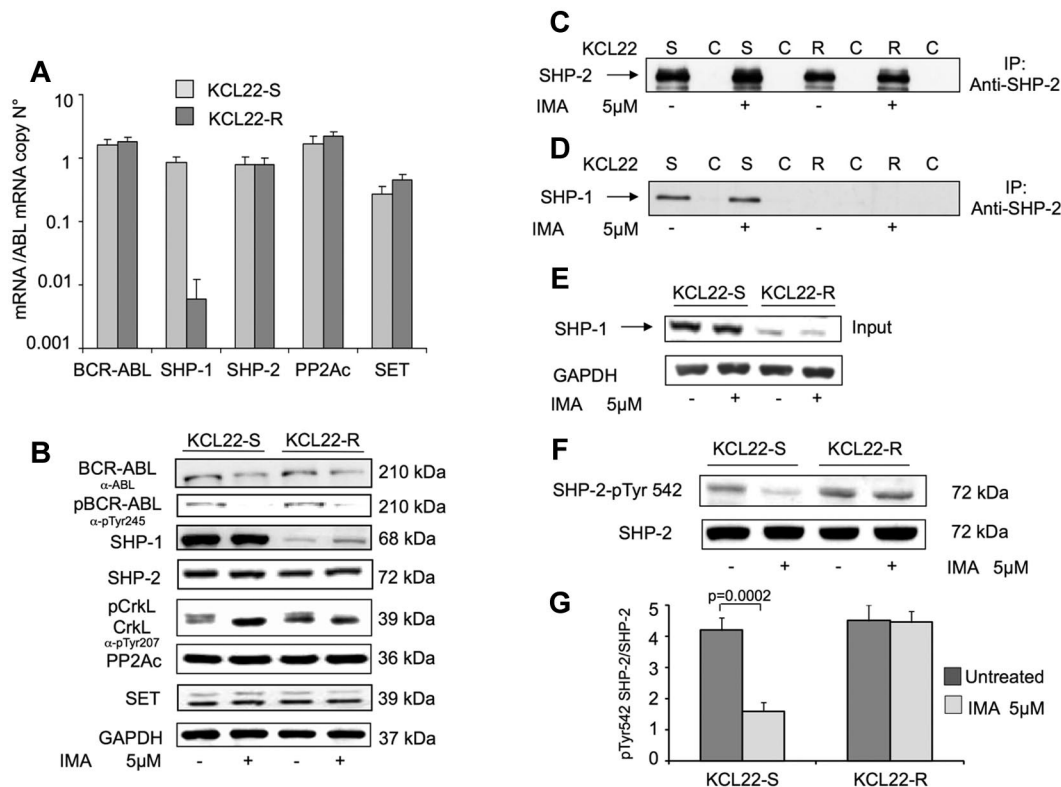 A
KCL22-S
KCL22-R
mRNA /ABL mRNA copy N°
10
1
0.1
0.01
0.001
BCR-ABL SHP-1 SHP-2 PP2Ac SET
B
KCL22-S KCL22-R
BCR-ABL 210 kDa
α-ABL
pBCR-ABL 210 kDa
α-pTyr245
SHP-1 68 kDa
SHP-2 72 kDa
pCrkL
CrkL 39 kDa
α-pTyr207
PP2Ac 36 kDa
SET 39 kDa
GAPDH 37 kDa
IMA 5µM - + - +
C
KCL22 S C S C R C R C
SHP-2
IP:
Anti-SHP-2
IMA 5µM - + - +
D
KCL22 S C S C R C R C
SHP-1
IP:
Anti-SHP-2
IMA 5µM - + - +
E
KCL22-S KCL22-R
SHP-1 Input
GAPDH
IMA 5µM - + - +
F
KCL22-S KCL22-R
SHP-2-pTyr 542 72 kDa
SHP-2 72 kDa
- + - + IMA 5µM
G
p=0.0002
pTyr542 SHP-2/SHP-2
5
4
3
2
1
0
Untreated
IMA 5µM
KCL22-S KCL22-R